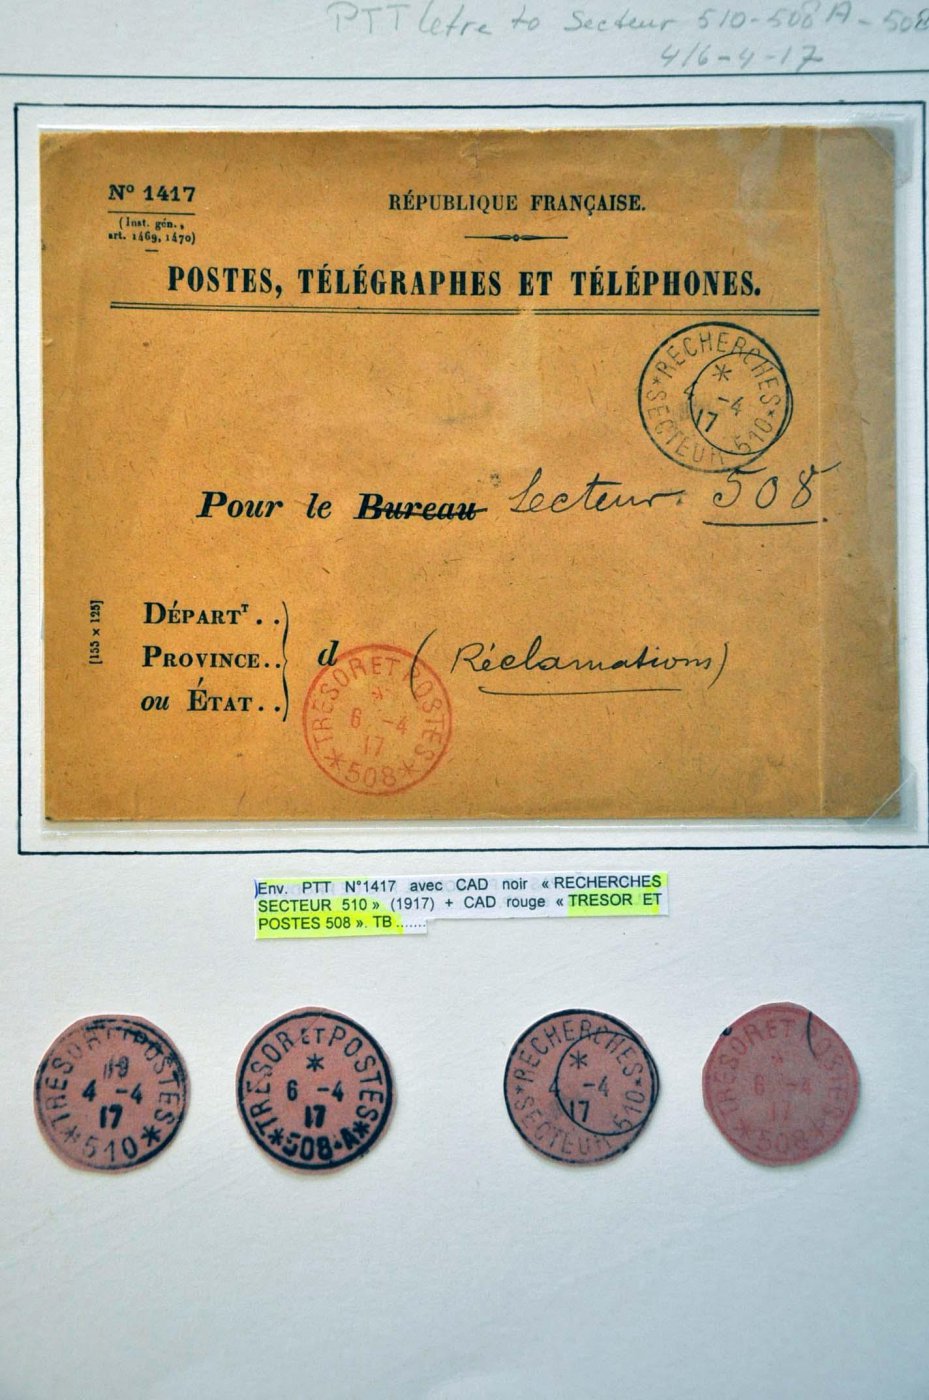 PTT letre to Secteur 510-508A-508
4/6-4-17
Nº 1417
(Inst. gén.,
art. 1469, 1470)
RÉPUBLIQUE FRANÇAISE.
POSTES, TÉLÉGRAPHES ET TÉLÉPHONES.
*RECHERCHES*
*
4 -4
17
SECTEUR 510
Pour le Bureau Secteur. 508.
[155 x 125]
DÉPARTT..
PROVINCE..
ou ÉTAT..
d (Réclamations)
TRESOR ET POSTES
*
6 -4
17
*508*
Env. PTT N°1417 avec CAD noir « RECHERCHES
SECTEUR 510 » (1917) + CAD rouge « TRESOR ET
POSTES 508 ». TB.......
TRESOR ET POSTES
4 -4
17
*510*
TRESOR ET POSTES
*
6 -4
17
*508·A*
*RECHERCHES*
*
4 -4
17
SECTEUR 510
TRESOR ET POSTES
*
6 -4
17
*508*